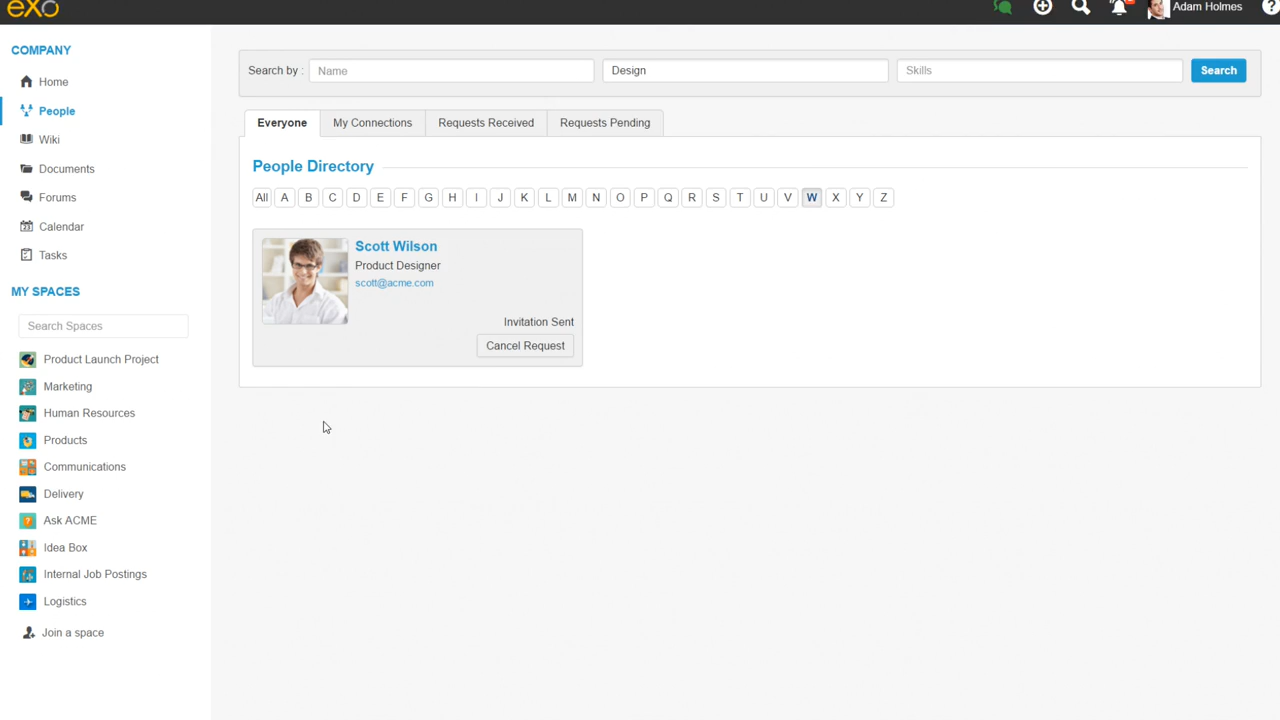 eXo
Adam Holmes
COMPANY
Home
People
Wiki
Documents
Forums
Calendar
Tasks
MY SPACES
Search Spaces
Product Launch Project
Marketing
Human Resources
Products
Communications
Delivery
Ask ACME
Idea Box
Internal Job Postings
Logistics
Join a space
Search by : Name Design Skills Search
Everyone My Connections Requests Received Requests Pending
People Directory
All A B C D E F G H I J K L M N O P Q R S T U V W X Y Z
Scott Wilson
Product Designer
scott@acme.com
Invitation Sent
Cancel Request